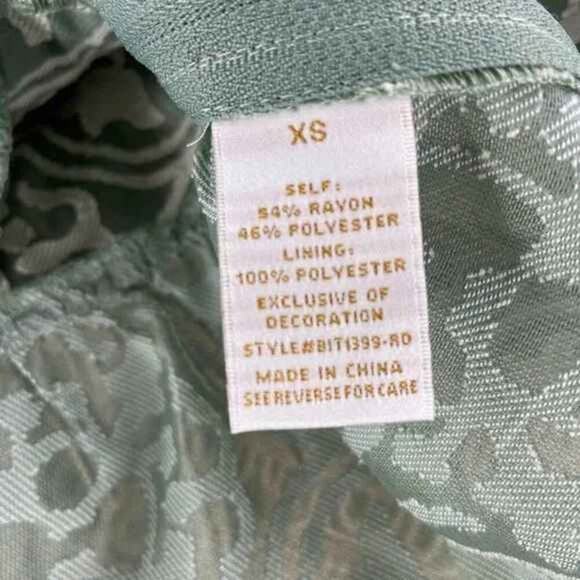 XS
SELF:
54% RAYON
46% POLYESTER
LINING:
100% POLYESTER
EXCLUSIVE OF
DECORATION
STYLE#BIT1399-RD
MADE IN CHINA
SEE REVERSE FOR CARE